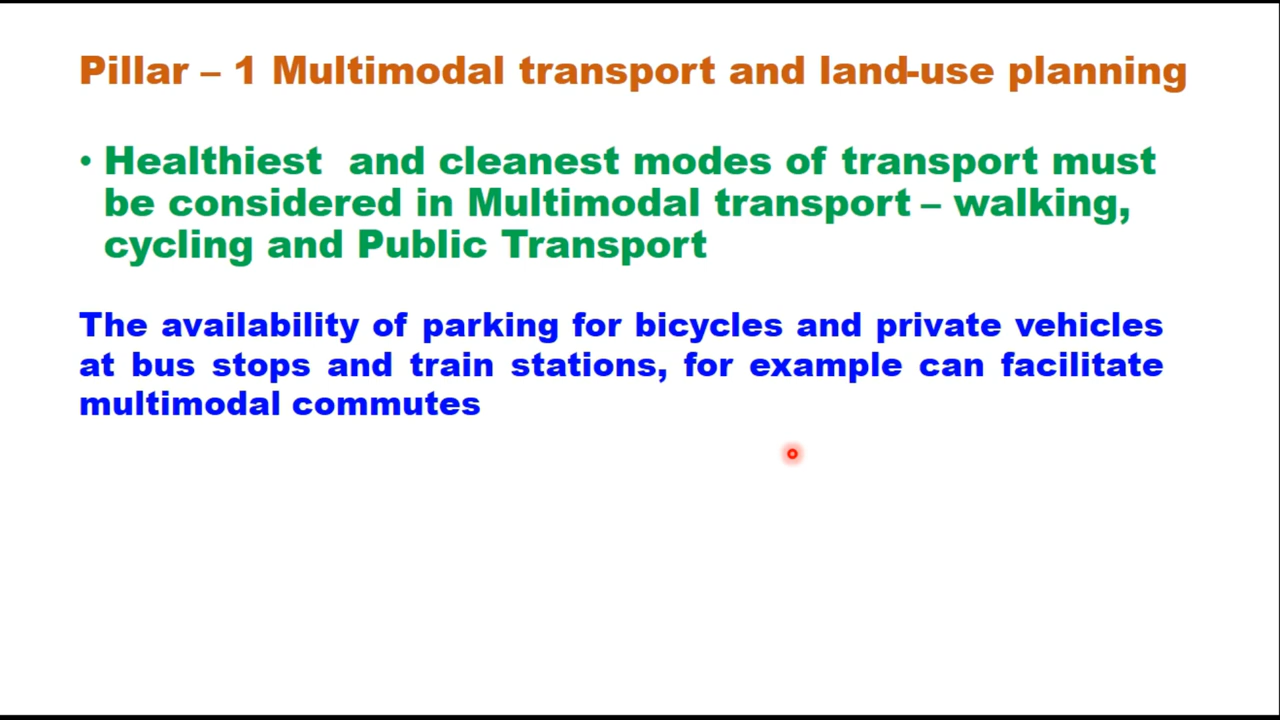 Pillar – 1 Multimodal transport and land-use planning
• Healthiest  and cleanest modes of transport must
be considered in Multimodal transport – walking,
cycling and Public Transport
The availability of parking for bicycles and private vehicles
at bus stops and train stations, for example can facilitate
multimodal commutes